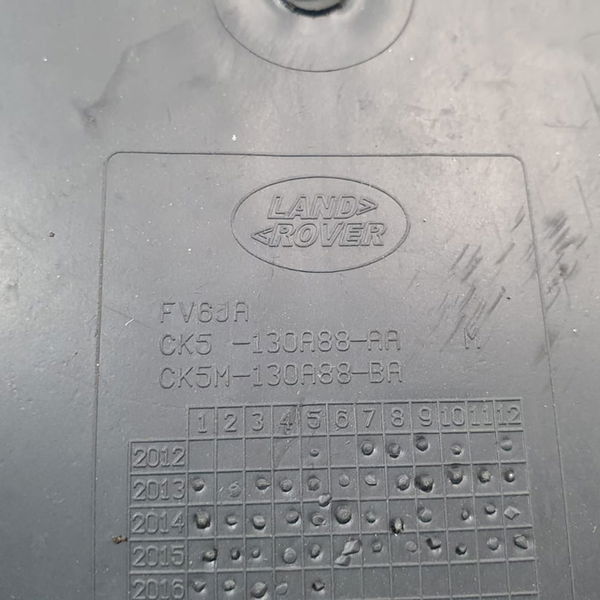 LAND>
<ROVER
FV6JA
CK5 -130A88-AA M
CK5M-130A88-BA
1 2 3 4 5 6 7 8 9 10 11 12
2012
2013
2014
2015
2016